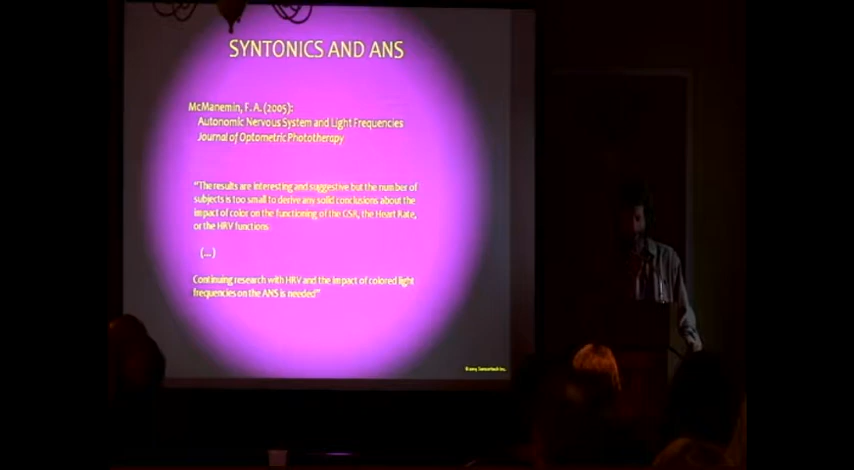 SYNTONICS AND ANS
McManemin, F. A. (2005):
Autonomic Nervous System and Light Frequencies
Journal of Optometric Phototherapy
"The results are interesting and suggestive but the number of
subjects is too small to derive any solid conclusions about the
impact of color on the functioning of the GSR, the Heart Rate,
or the HRV functions
(...)
Continuing research with HRV and the impact of colored light
frequencies on the ANS is needed"